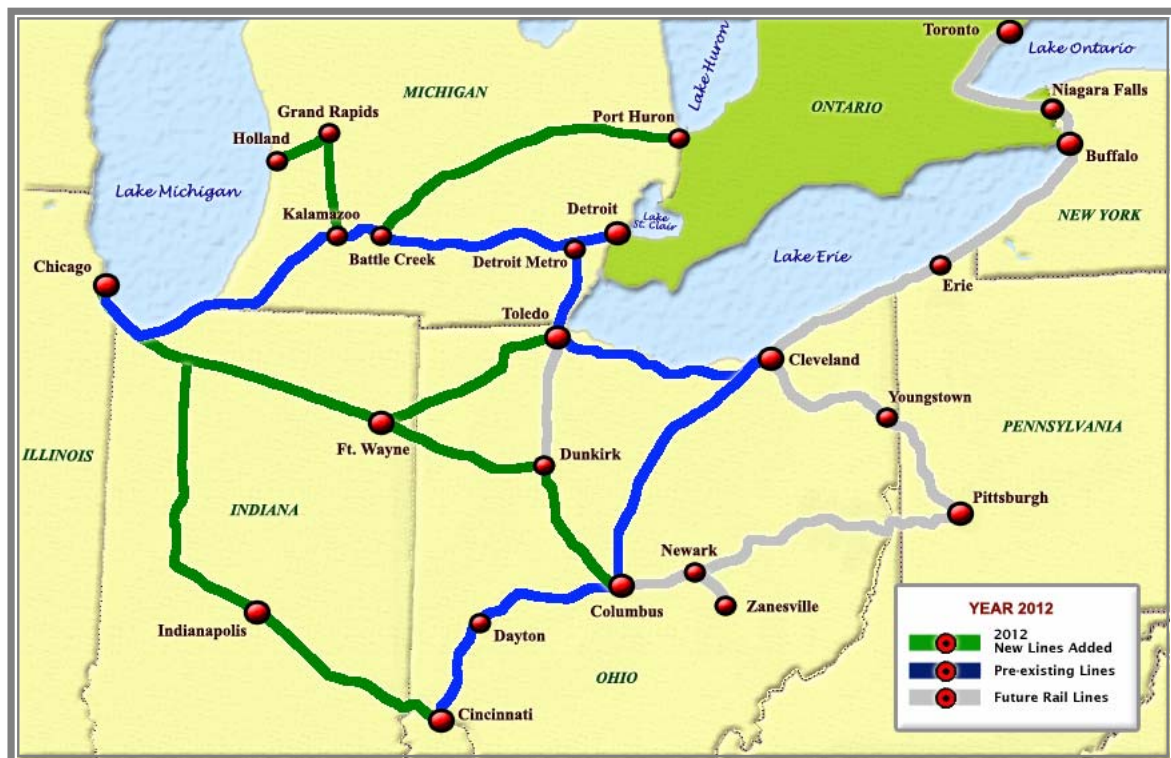 Toronto
Lake Ontario
Lake Huron
MICHIGAN
Grand Rapids
Port Huron
ONTARIO
Niagara Falls
Holland
Buffalo
Lake Michigan
Kalamazoo
Detroit
Lake
St. Clair
NEW YORK
Battle Creek
Detroit Metro
Lake Erie
Chicago
Erie
Toledo
Cleveland
Youngstown
PENNSYLVANIA
Ft. Wayne
Dunkirk
ILLINOIS
INDIANA
Pittsburgh
Newark
Columbus
Zanesville
Indianapolis
Dayton
OHIO
Cincinnati
YEAR 2012
2012
New Lines Added
Pre-existing Lines
Future Rail Lines